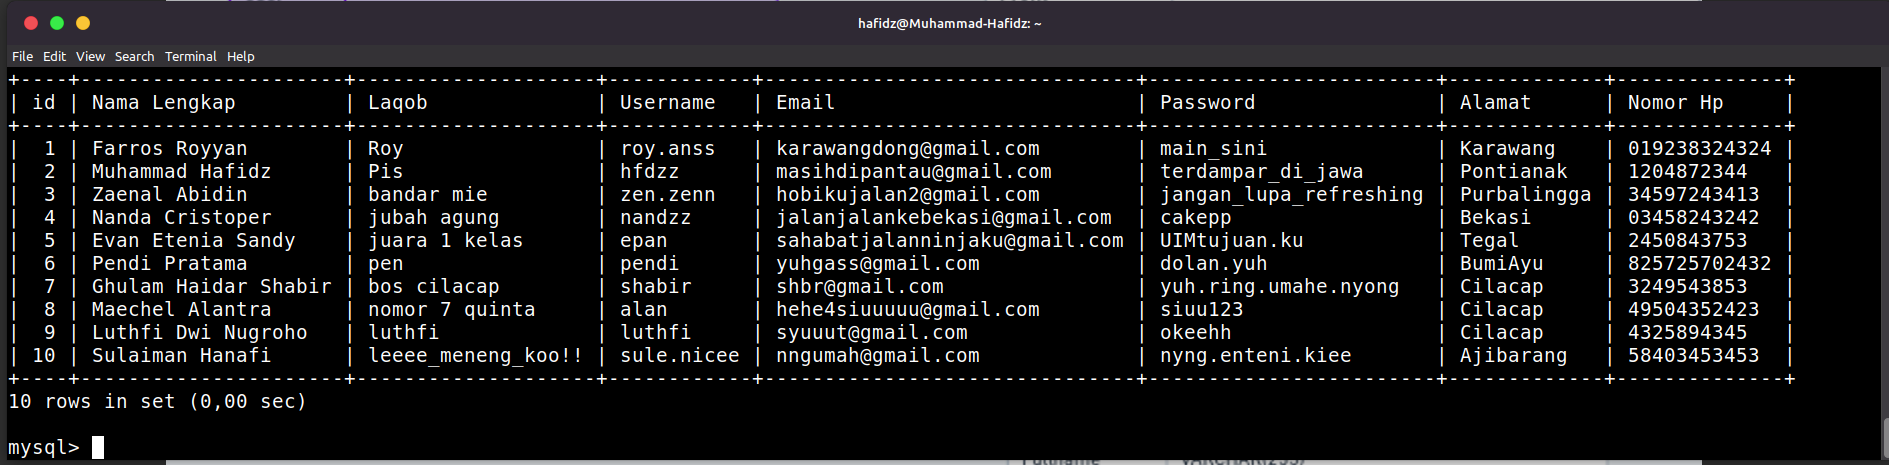 hafidz@Muhammad-Hafidz: ~
File Edit View Search Terminal Help
+----+----------------------+--------------------+------------+-------------------------------+------------------------+-------------+--------------+
| id | Nama Lengkap         | Laqob              | Username   | Email                         | Password               | Alamat      | Nomor Hp     |
+----+----------------------+--------------------+------------+-------------------------------+------------------------+-------------+--------------+
|  1 | Farros Royyan        | Roy                | roy.anss   | karawangdong@gmail.com        | main_sini              | Karawang    | 019238324324 |
|  2 | Muhammad Hafidz      | Pis                | hfdzz      | masihdipantau@gmail.com       | terdampar_di_jawa      | Pontianak   | 1204872344   |
|  3 | Zaenal Abidin        | bandar mie         | zen.zenn   | hobikujalan2@gmail.com        | jangan_lupa_refreshing | Purbalingga | 34597243413  |
|  4 | Nanda Cristoper      | jubah agung        | nandzz     | jalanjalankebekasi@gmail.com  | cakepp                 | Bekasi      | 03458243242  |
|  5 | Evan Etenia Sandy    | juara 1 kelas      | epan       | sahabatjalanninjaku@gmail.com | UIMtujuan.ku           | Tegal       | 2450843753   |
|  6 | Pendi Pratama        | pen                | pendi      | yuhgass@gmail.com             | dolan.yuh              | BumiAyu     | 825725702432 |
|  7 | Ghulam Haidar Shabir | bos cilacap        | shabir     | shbr@gmail.com                | yuh.ring.umahe.nyong   | Cilacap     | 3249543853   |
|  8 | Maechel Alantra      | nomor 7 quinta     | alan       | hehe4siuuuuu@gmail.com        | siuu123                | Cilacap     | 49504352423  |
|  9 | Luthfi Dwi Nugroho   | luthfi             | luthfi     | syuuut@gmail.com              | okeehh                 | Cilacap     | 4325894345   |
| 10 | Sulaiman Hanafi      | leeee_meneng_koo!! | sule.nicee | nngumah@gmail.com             | nyng.enteni.kiee       | Ajibarang   | 58403453453  |
+----+----------------------+--------------------+------------+-------------------------------+------------------------+-------------+--------------+
10 rows in set (0,00 sec)
mysql>